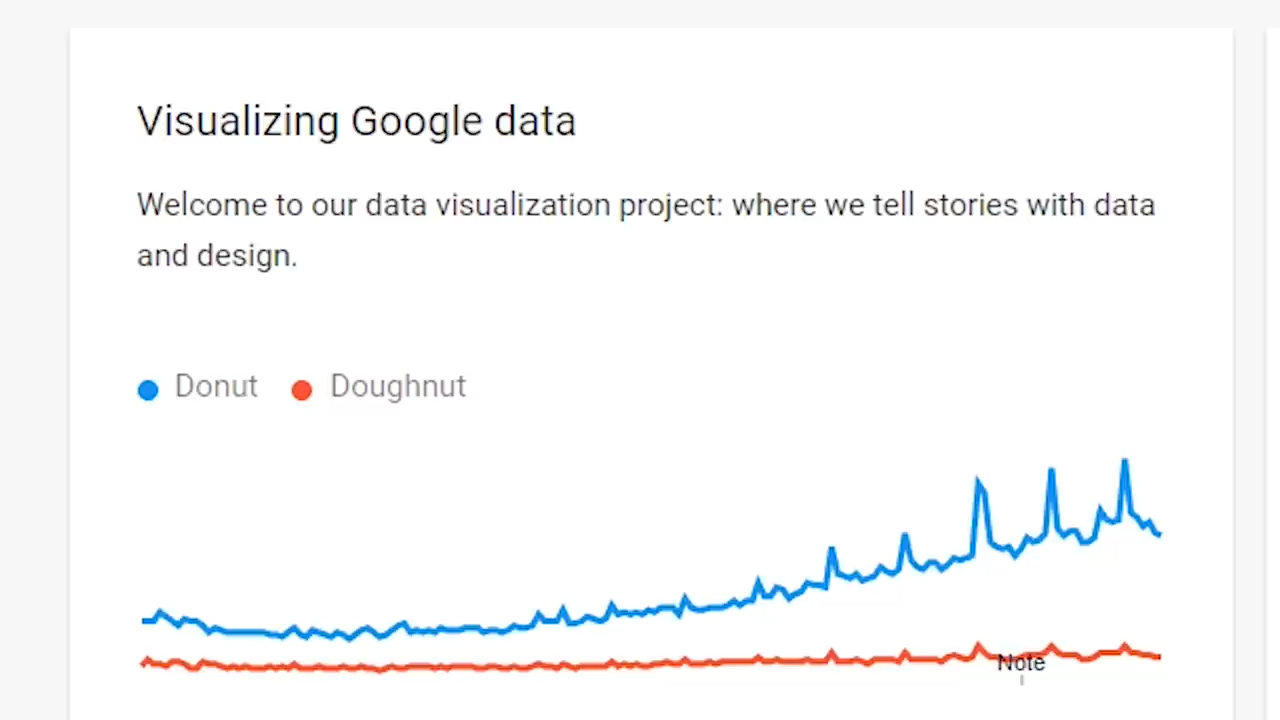 Visualizing Google data
Welcome to our data visualization project: where we tell stories with data
and design.
Donut Doughnut
Note